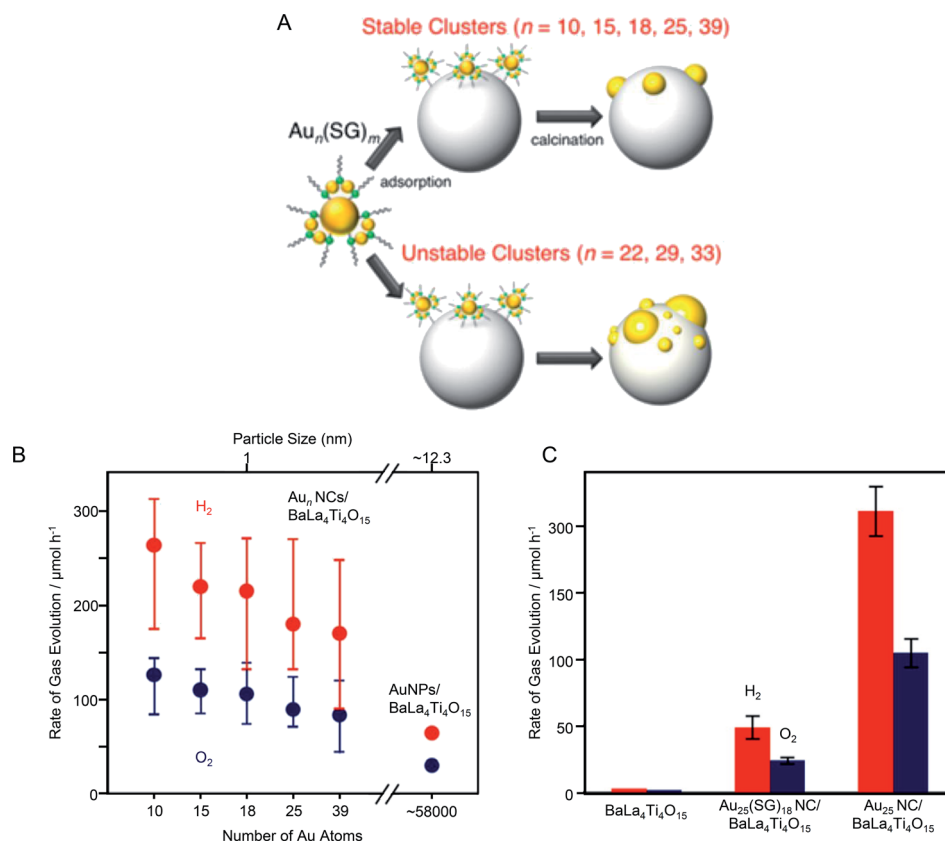 A
Stable Clusters (n = 10, 15, 18, 25, 39)
Auₙ(SG)ₘ
adsorption
calcination
Unstable Clusters (n = 22, 29, 33)
B
Particle Size (nm)
1
~12.3
Rate of Gas Evolution / µmol h⁻¹
300
200
100
0
H₂
O₂
Auₙ NCs/
BaLa₄Ti₄O₁₅
AuNPs/
BaLa₄Ti₄O₁₅
10
15
18
25
39
~58000
Number of Au Atoms
C
Rate of Gas Evolution / µmol h⁻¹
300
150
50
0
H₂
O₂
BaLa₄Ti₄O₁₅
Au₂₅(SG)₁₈ NC/
BaLa₄Ti₄O₁₅
Au₂₅ NC/
BaLa₄Ti₄O₁₅